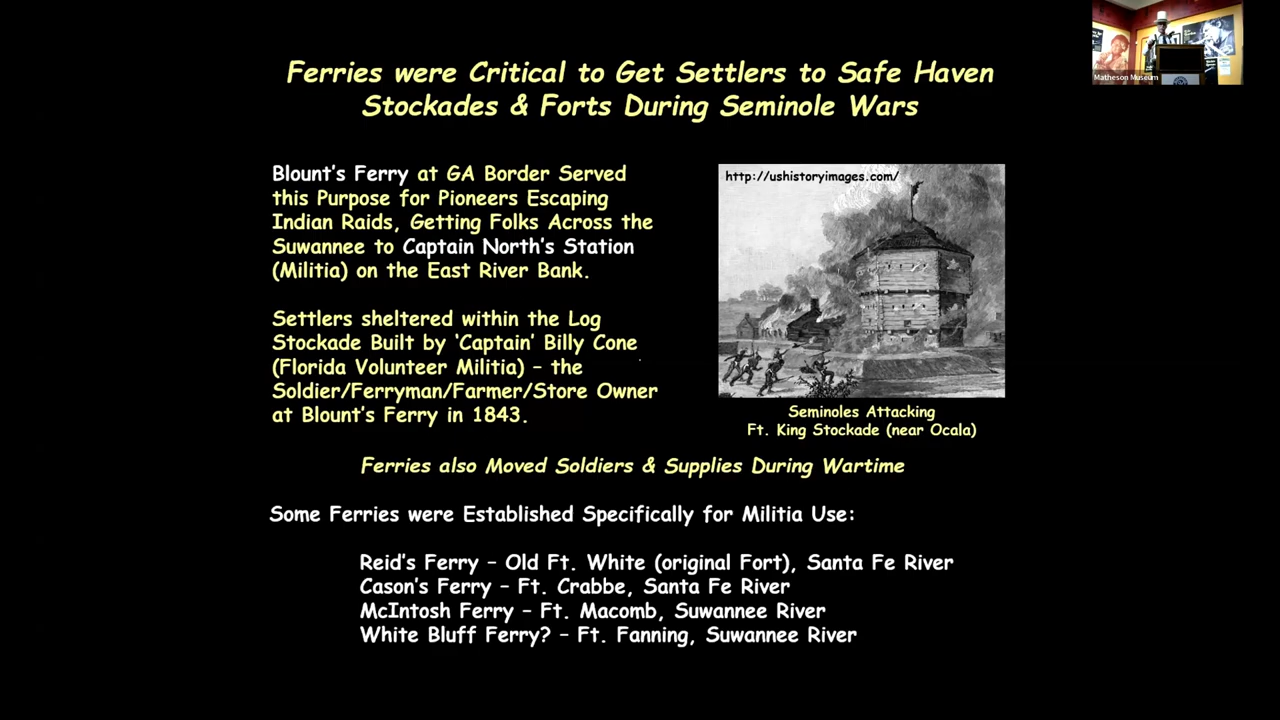 Ferries were Critical to Get Settlers to Safe Haven
Stockades & Forts During Seminole Wars
Blount's Ferry at GA Border Served
this Purpose for Pioneers Escaping
Indian Raids, Getting Folks Across the
Suwannee to Captain North's Station
(Militia) on the East River Bank.
Settlers sheltered within the Log
Stockade Built by 'Captain' Billy Cone
(Florida Volunteer Militia) – the
Soldier/Ferryman/Farmer/Store Owner
at Blount's Ferry in 1843.
http://ushistoryimages.com/
Seminoles Attacking
Ft. King Stockade (near Ocala)
Ferries also Moved Soldiers & Supplies During Wartime
Some Ferries were Established Specifically for Militia Use:
Reid's Ferry – Old Ft. White (original Fort), Santa Fe River
Cason's Ferry – Ft. Crabbe, Santa Fe River
McIntosh Ferry – Ft. Macomb, Suwannee River
White Bluff Ferry? – Ft. Fanning, Suwannee River
Matheson Museum